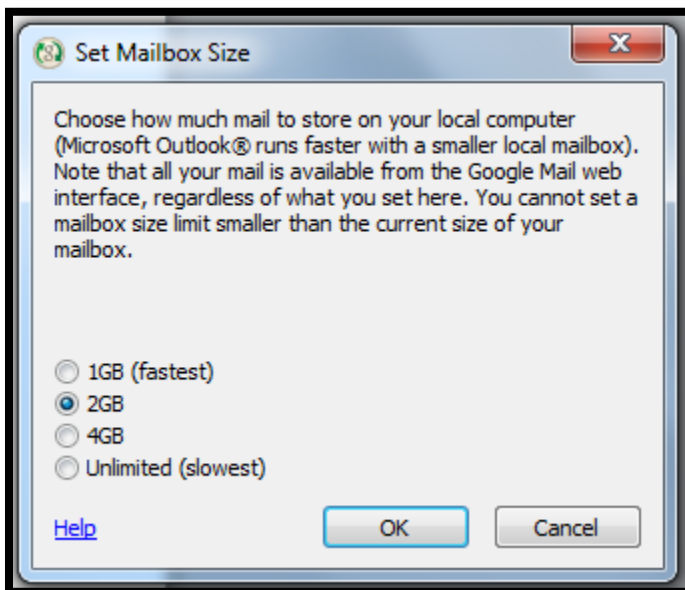 Set Mailbox Size
Choose how much mail to store on your local computer
(Microsoft Outlook® runs faster with a smaller local mailbox).
Note that all your mail is available from the Google Mail web
interface, regardless of what you set here. You cannot set a
mailbox size limit smaller than the current size of your
mailbox.
1GB (fastest)
2GB
4GB
Unlimited (slowest)
Help OK Cancel